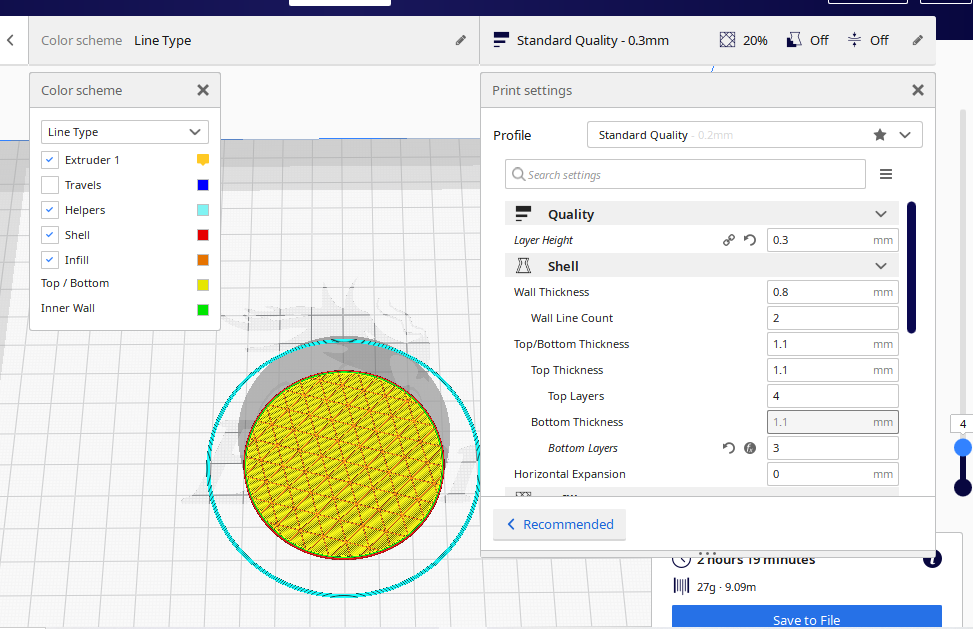 Color scheme Line Type
Standard Quality - 0.3mm 20% Off Off
Color scheme
Line Type
Extruder 1
Travels
Helpers
Shell
Infill
Top / Bottom
Inner Wall
Print settings
Profile Standard Quality - 0.2mm
Search settings
Quality
Layer Height 0.3 mm
Shell
Wall Thickness 0.8 mm
Wall Line Count 2
Top/Bottom Thickness 1.1 mm
Top Thickness 1.1 mm
Top Layers 4
Bottom Thickness 1.1 mm
Bottom Layers 3
Horizontal Expansion 0 mm
Recommended
4
2 hours 19 minutes
27g · 9.09m
Save to File